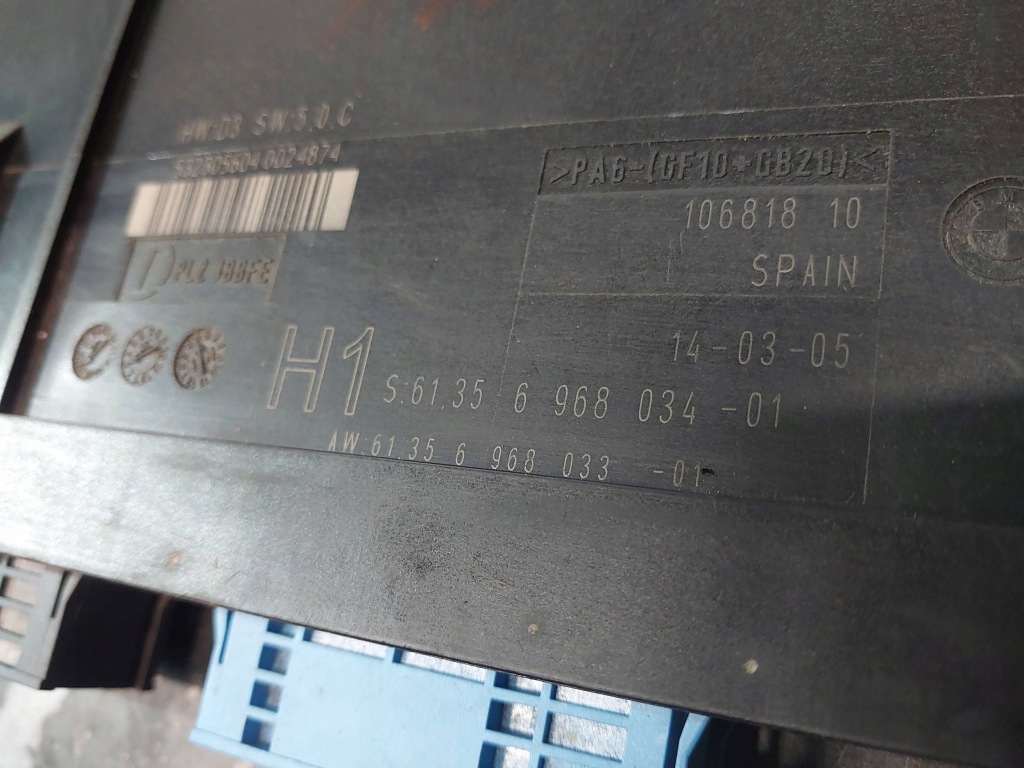 HW:03 SW:5.0.C
>PA6-(GF10+GB20)<
106818 10
SPAIN
14-03-05
H1
S:61.35 6 968 034-01
AW:61.35 6 968 033 -01